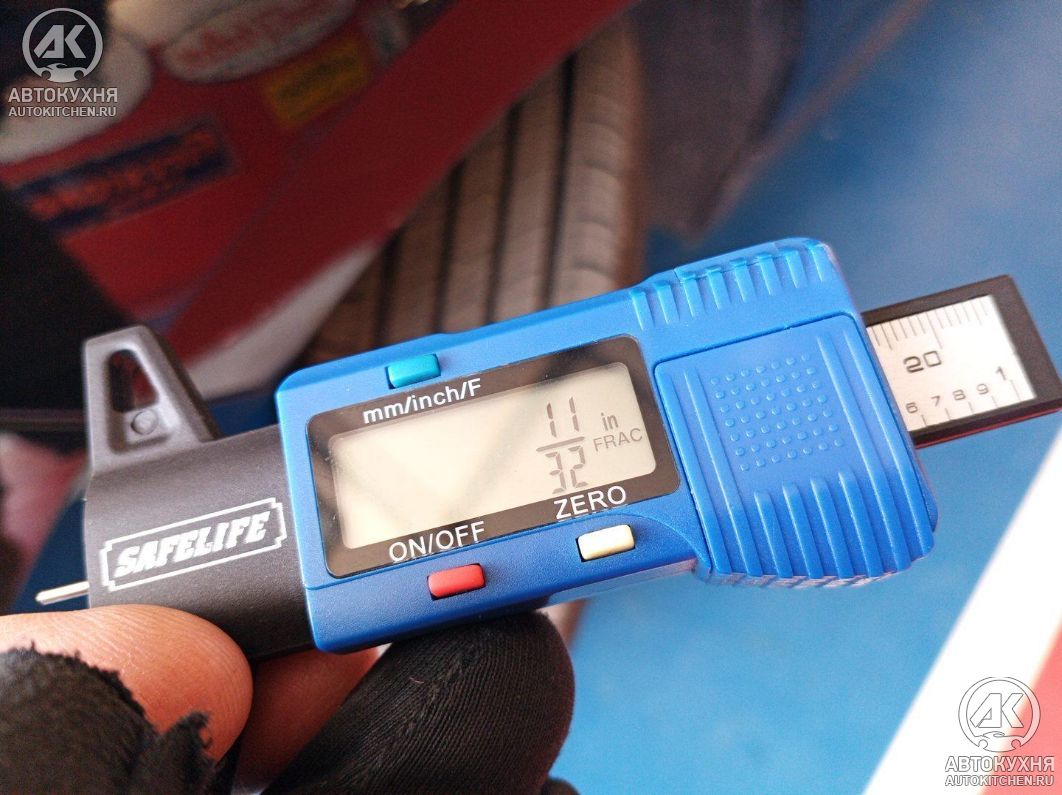 АК
АВТОКУХНЯ
AUTOKITCHEN.RU
mm/inch/F
11 in
32 FRAC
ON/OFF ZERO
SAFELIFE
20
6 7 8 9 1
АК
АВТОКУХНЯ
AUTOKITCHEN.RU